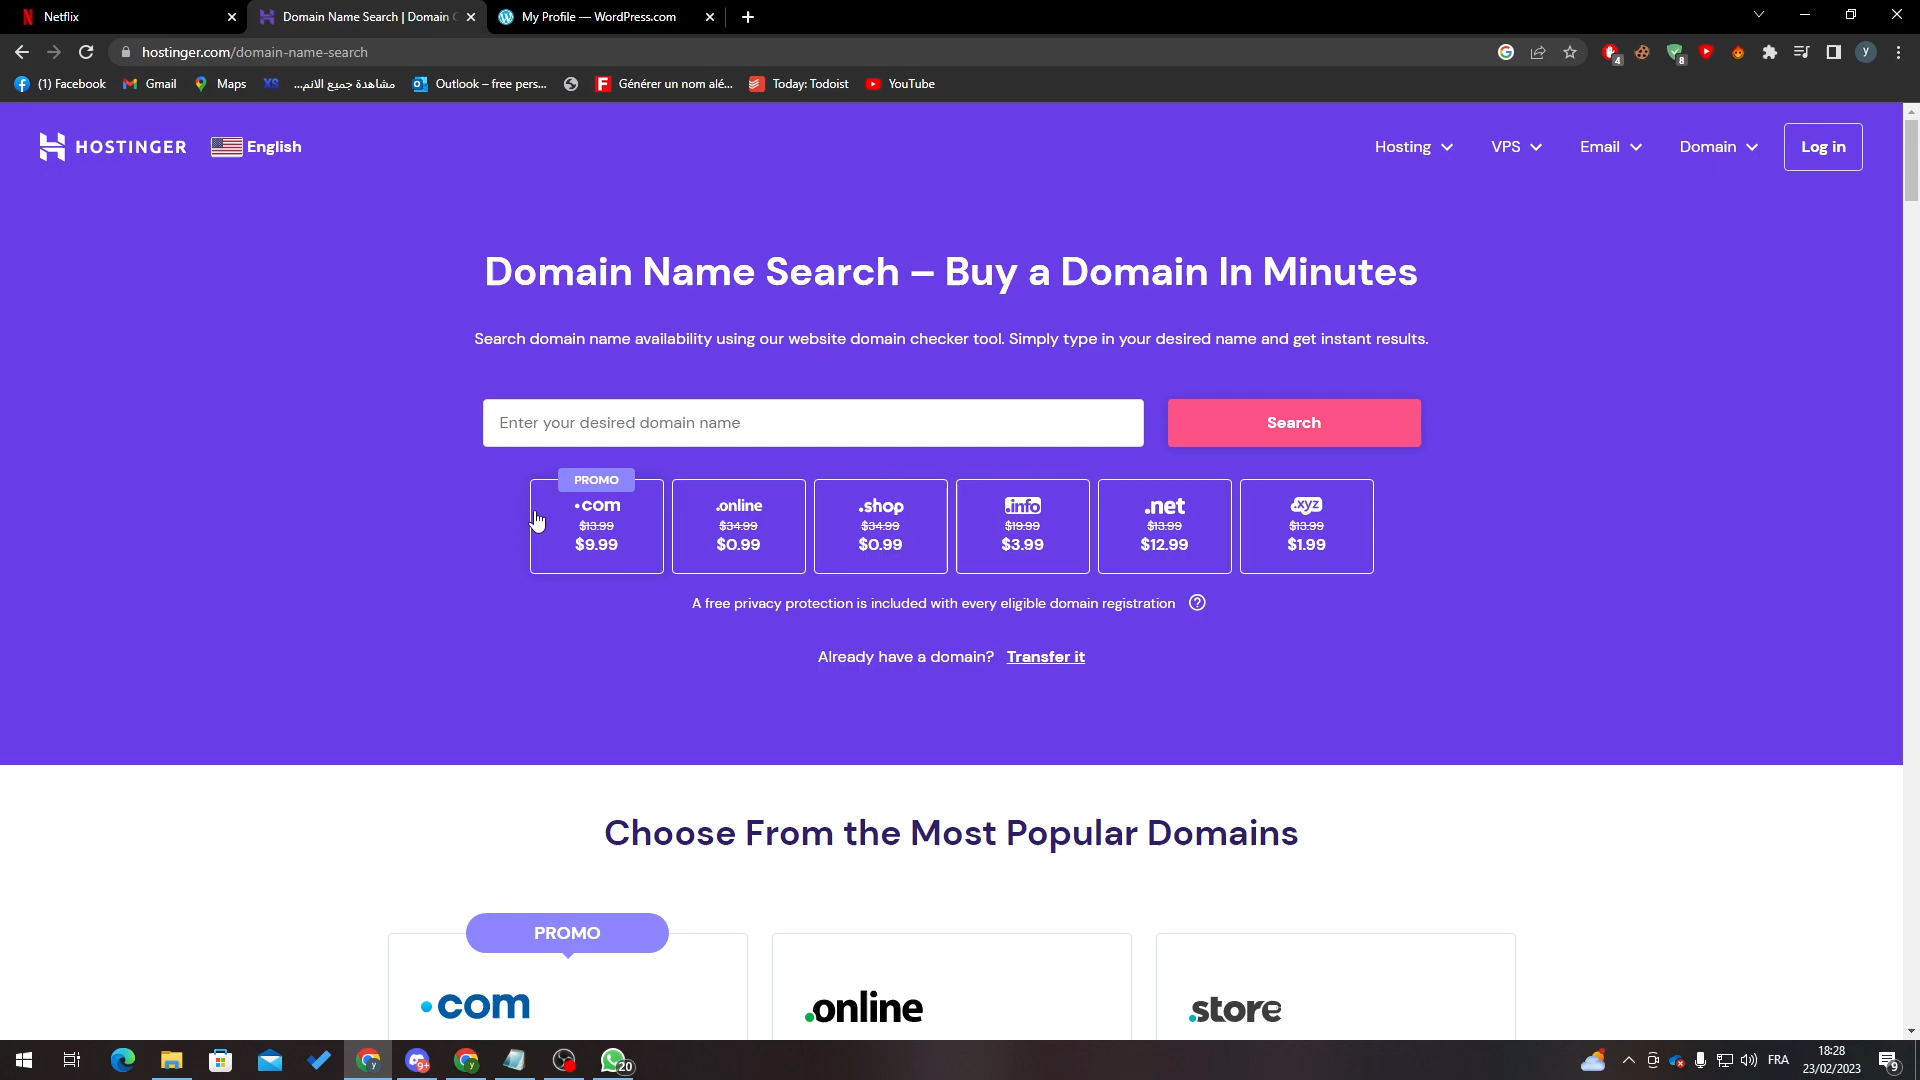 Netflix
Domain Name Search | Domain C
My Profile — WordPress.com
hostinger.com/domain-name-search
4
8
y
(1) Facebook
Gmail
Maps
XS
مشاهدة جميع الانم...
Outlook – free pers...
Générer un nom alé...
Today: Todoist
YouTube
HOSTINGER
English
Hosting
VPS
Email
Domain
Log in
Domain Name Search – Buy a Domain In Minutes
Search domain name availability using our website domain checker tool. Simply type in your desired name and get instant results.
Enter your desired domain name
Search
PROMO
.com
$13.99
$9.99
.online
$34.99
$0.99
.shop
$34.99
$0.99
.info
$19.99
$3.99
.net
$13.99
$12.99
.xyz
$13.99
$1.99
A free privacy protection is included with every eligible domain registration
Already have a domain? Transfer it
Choose From the Most Popular Domains
PROMO
.com
.online
.store
9+
20
FRA
18:28
23/02/2023
9